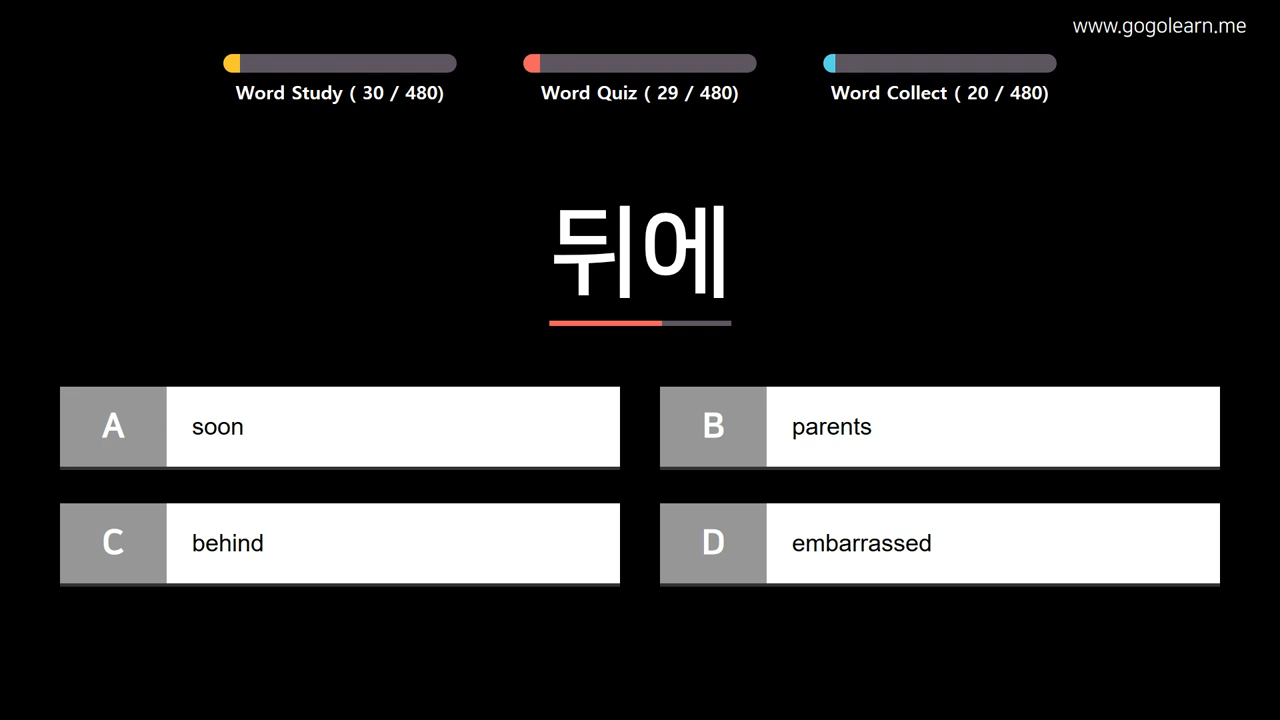 www.gogolearn.me
Word Study ( 30 / 480)
Word Quiz ( 29 / 480)
Word Collect ( 20 / 480)
뒤에
A soon
B parents
C behind
D embarrassed